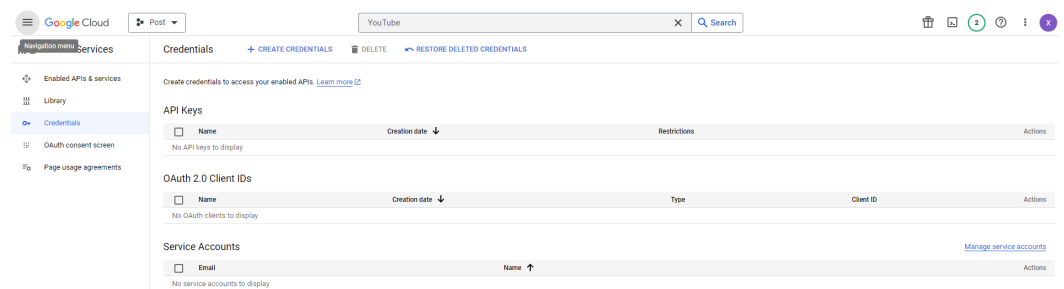 Google Cloud
Post
YouTube
Search
2
X
Navigation menu
Services
Credentials
+ CREATE CREDENTIALS
DELETE
RESTORE DELETED CREDENTIALS
Enabled APIs & services
Library
Credentials
OAuth consent screen
Page usage agreements
Create credentials to access your enabled APIs. Learn more
API Keys
Name Creation date Restrictions Actions
No API keys to display
OAuth 2.0 Client IDs
Name Creation date Type Client ID Actions
No OAuth clients to display
Service Accounts
Manage service accounts
Email Name Actions
No service accounts to display